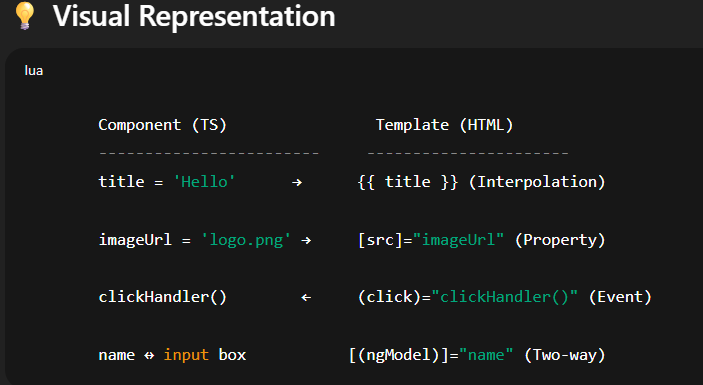 💡 Visual Representation
lua
Component (TS)                    Template (HTML)
------------------------     ----------------------
title = 'Hello'      →      {{ title }} (Interpolation)
imageUrl = 'logo.png' →     [src]="imageUrl" (Property)
clickHandler()        ←     (click)="clickHandler()" (Event)
name ↔ input box           [(ngModel)]="name" (Two-way)